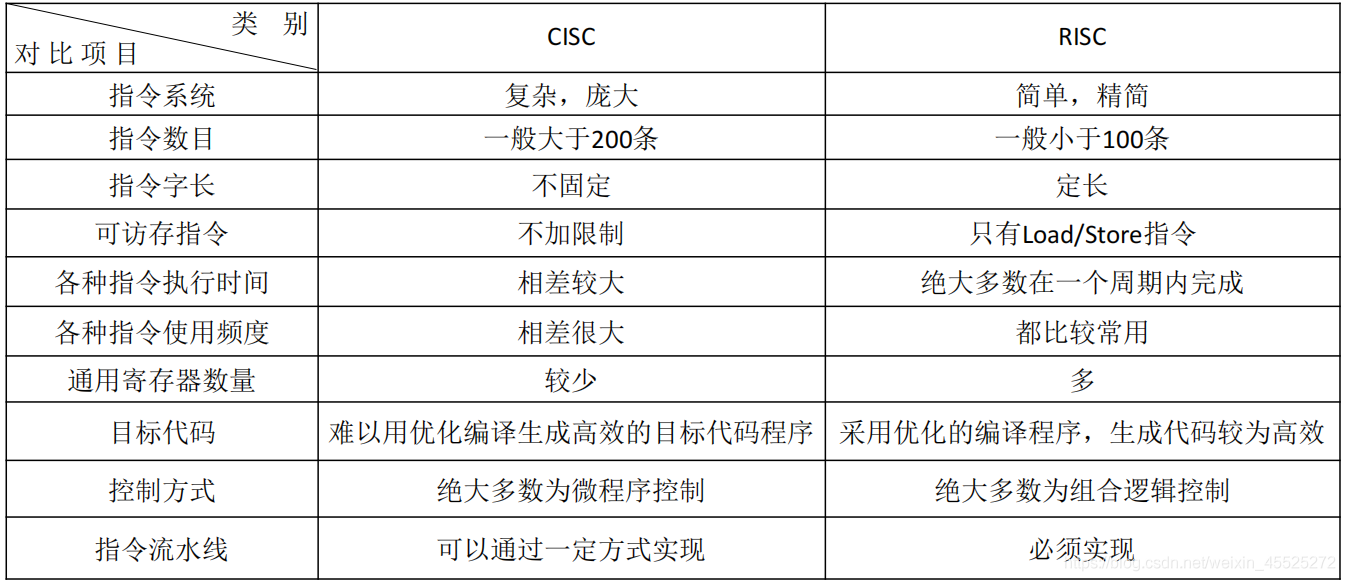 类 别
对比项目
CISC
RISC
指令系统
复杂，庞大
简单，精简
指令数目
一般大于200条
一般小于100条
指令字长
不固定
定长
可访存指令
不加限制
只有Load/Store指令
各种指令执行时间
相差较大
绝大多数在一个周期内完成
各种指令使用频度
相差很大
都比较常用
通用寄存器数量
较少
多
目标代码
难以用优化编译生成高效的目标代码程序
采用优化的编译程序，生成代码较为高效
控制方式
绝大多数为微程序控制
绝大多数为组合逻辑控制
指令流水线
可以通过一定方式实现
必须实现
https://blog.csdn.net/weixin_45525272